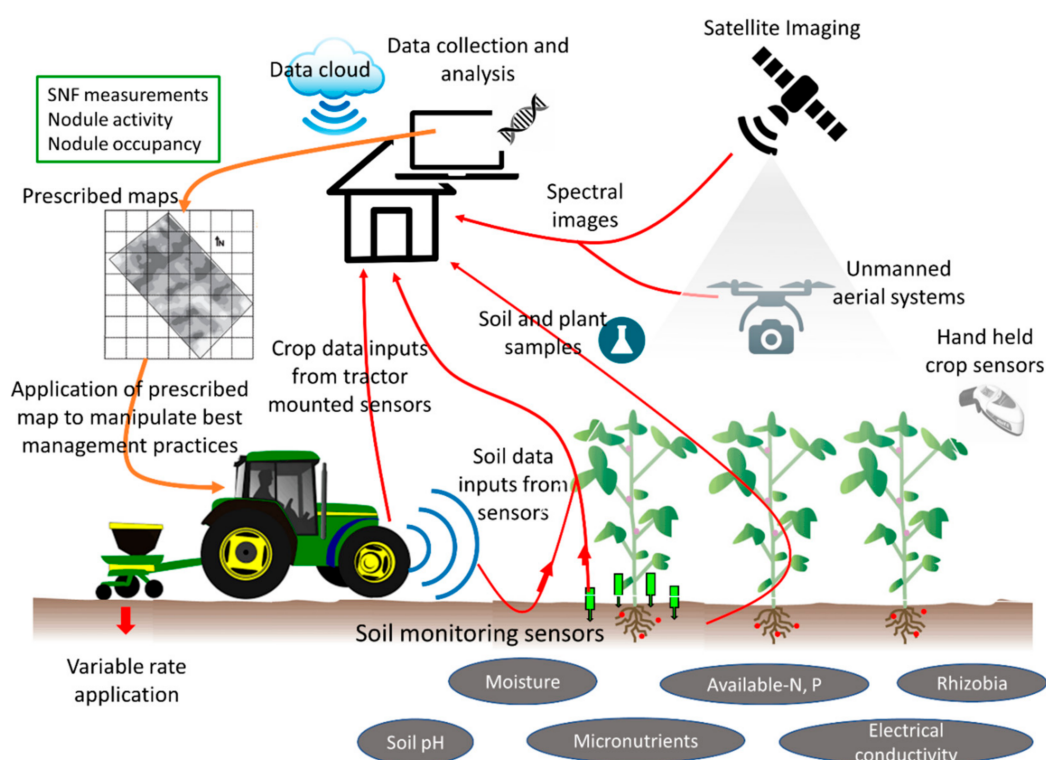 Data collection and
analysis
Data cloud
Satellite Imaging
SNF measurements
Nodule activity
Nodule occupancy
Prescribed maps
N
Spectral
images
Unmanned
aerial systems
Soil and plant
samples
Hand held
crop sensors
Crop data inputs
from tractor
mounted sensors
Application of prescribed
map to manipulate best
management practices
Soil data
inputs from
sensors
Soil monitoring sensors
Variable rate
application
Moisture
Available-N, P
Rhizobia
Soil pH
Micronutrients
Electrical
conductivity